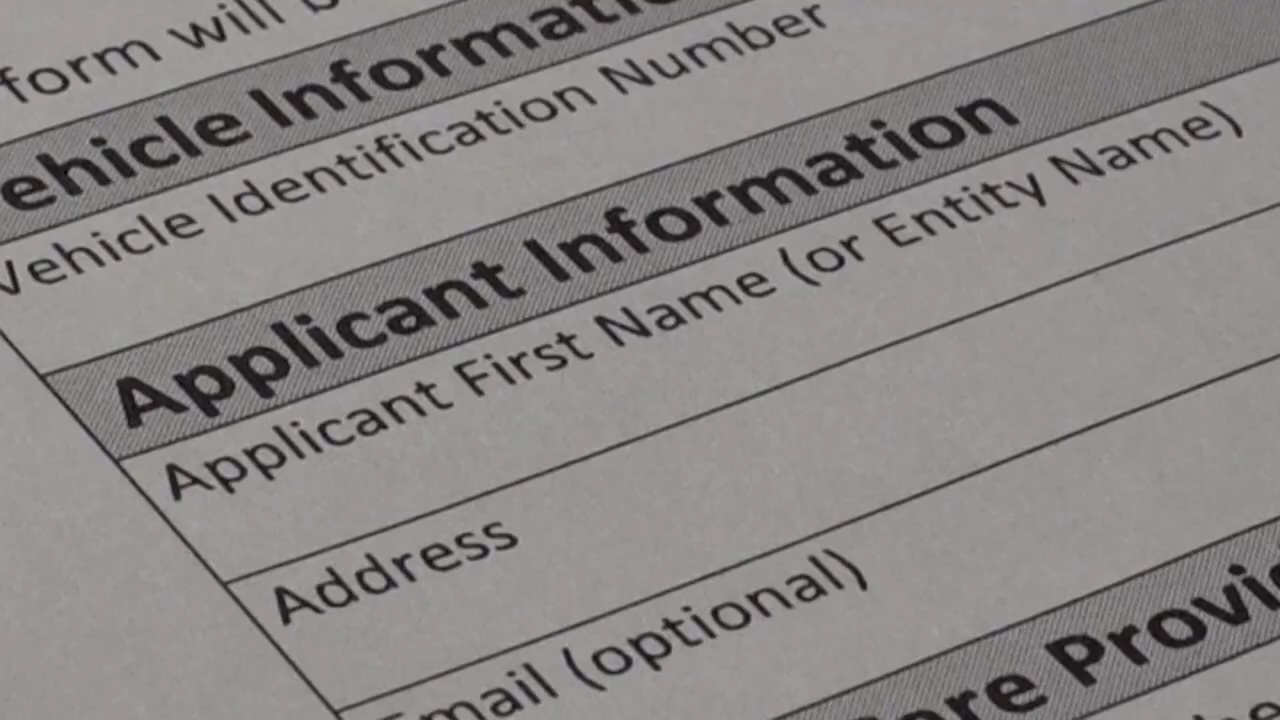 form will
ehicle Informati
Vehicle Identification Number
Applicant Information
Applicant First Name (or Entity Name)
Address
Email (optional)
ore Provi